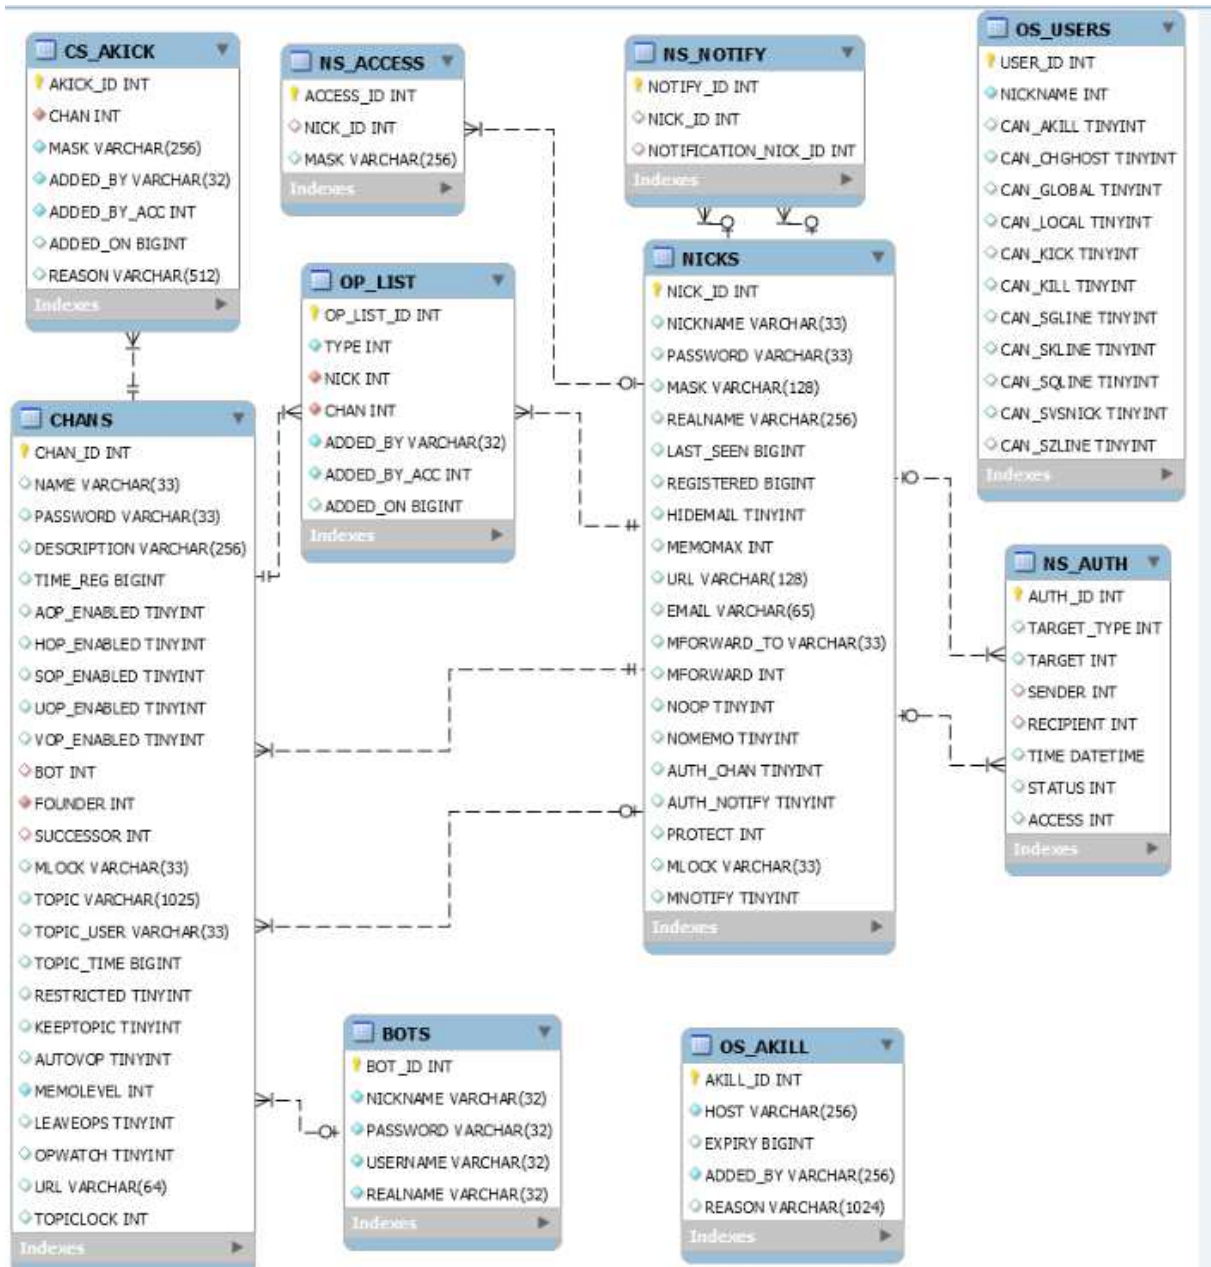 CS_AKICK
AKICK_ID INT
CHAN INT
MASK VARCHAR(256)
ADDED_BY VARCHAR(32)
ADDED_BY_ACC INT
ADDED_ON BIGINT
REASON VARCHAR(512)
Indexes
NS_ACCESS
ACCESS_ID INT
NICK_ID INT
MASK VARCHAR(256)
Indexes
NS_NOTIFY
NOTIFY_ID INT
NICK_ID INT
NOTIFICATION_NICK_ID INT
Indexes
OS_USERS
USER_ID INT
NICKNAME INT
CAN_AKILL TINYINT
CAN_CHGHOST TINYINT
CAN_GLOBAL TINYINT
CAN_LOCAL TINYINT
CAN_KICK TINYINT
CAN_KILL TINYINT
CAN_SGLINE TINYINT
CAN_SKLINE TINYINT
CAN_SQLINE TINYINT
CAN_SVSNICK TINYINT
CAN_SZLINE TINYINT
Indexes
OP_LIST
OP_LIST_ID INT
TYPE INT
NICK INT
CHAN INT
ADDED_BY VARCHAR(32)
ADDED_BY_ACC INT
ADDED_ON BIGINT
Indexes
NICKS
NICK_ID INT
NICKNAME VARCHAR(33)
PASSWORD VARCHAR(33)
MASK VARCHAR(128)
REALNAME VARCHAR(256)
LAST_SEEN BIGINT
REGISTERED BIGINT
HIDEMAIL TINYINT
MEMOMAX INT
URL VARCHAR(128)
EMAIL VARCHAR(65)
MFORWARD_TO VARCHAR(33)
MFORWARD INT
NOOP TINYINT
NOMEMO TINYINT
AUTH_CHAN TINYINT
AUTH_NOTIFY TINYINT
PROTECT INT
MLOCK VARCHAR(33)
MNOTIFY TINYINT
Indexes
CHANS
CHAN_ID INT
NAME VARCHAR(33)
PASSWORD VARCHAR(33)
DESCRIPTION VARCHAR(256)
TIME_REG BIGINT
AOP_ENABLED TINYINT
HOP_ENABLED TINYINT
SOP_ENABLED TINYINT
UOP_ENABLED TINYINT
VOP_ENABLED TINYINT
BOT INT
FOUNDER INT
SUCCESSOR INT
MLOCK VARCHAR(33)
TOPIC VARCHAR(1025)
TOPIC_USER VARCHAR(33)
TOPIC_TIME BIGINT
RESTRICTED TINYINT
KEEPTOPIC TINYINT
AUTOVOP TINYINT
MEMOLEVEL INT
LEAVEOPS TINYINT
OPWATCH TINYINT
URL VARCHAR(64)
TOPICLOCK INT
Indexes
NS_AUTH
AUTH_ID INT
TARGET_TYPE INT
TARGET INT
SENDER INT
RECIPIENT INT
TIME DATETIME
STATUS INT
ACCESS INT
Indexes
BOTS
BOT_ID INT
NICKNAME VARCHAR(32)
PASSWORD VARCHAR(32)
USERNAME VARCHAR(32)
REALNAME VARCHAR(32)
Indexes
OS_AKILL
AKILL_ID INT
HOST VARCHAR(256)
EXPIRY BIGINT
ADDED_BY VARCHAR(256)
REASON VARCHAR(1024)
Indexes